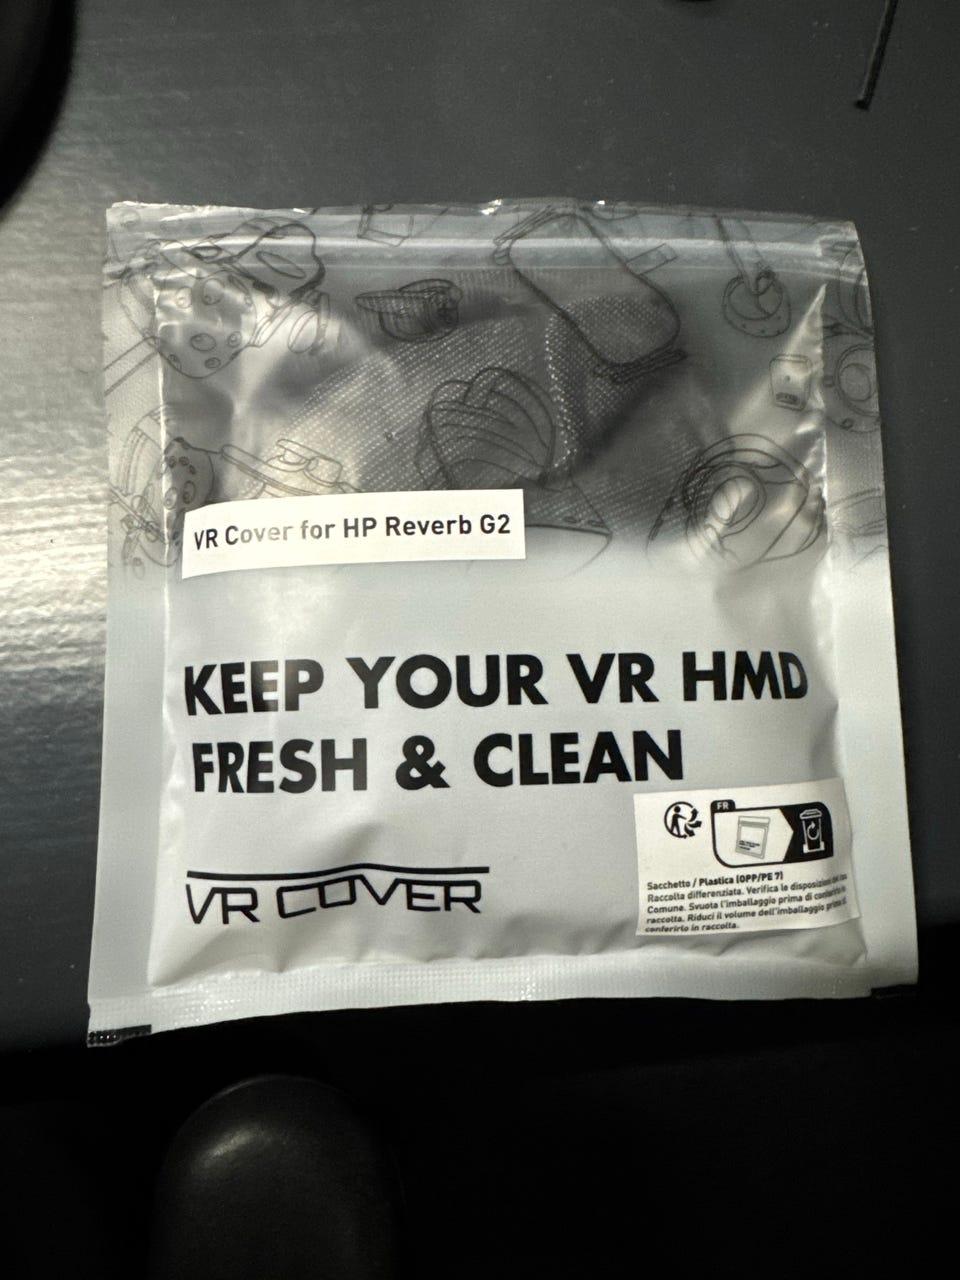 VR Cover for HP Reverb G2
KEEP YOUR VR HMD
FRESH & CLEAN
VR COVER
FR
Sacchetto / Plastica (OPP/PE 7)
Raccolta differenziata. Verifica le disposizioni del
Comune. Svuota l'imballaggio prima di conferirlo in
raccolta. Riduci il volume dell'imballaggio prima di
conferirlo in raccolta.